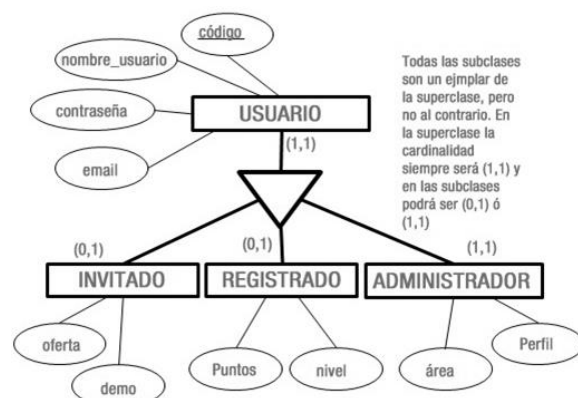 código
nombre_usuario
contraseña
USUARIO
email
(1,1)
Todas las subclases
son un ejmplar de
la superclase, pero
no al contrario. En
la superclase la
cardinalidad
siempre será (1,1) y
en las subclases
podrá ser (0,1) ó
(1,1)
(0,1)
(0,1)
(1,1)
INVITADO
REGISTRADO
ADMINISTRADOR
oferta
demo
Puntos
nivel
área
Perfil